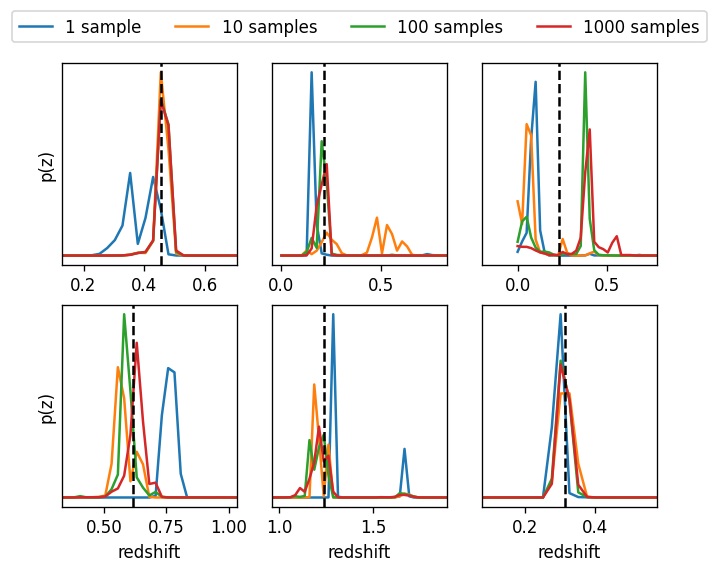 1 sample 10 samples 100 samples 1000 samples
p(z)
0.2 0.4 0.6 0.0 0.5 0.0 0.5
p(z)
0.50 0.75 1.00 1.0 1.5 0.2 0.4
redshift redshift redshift